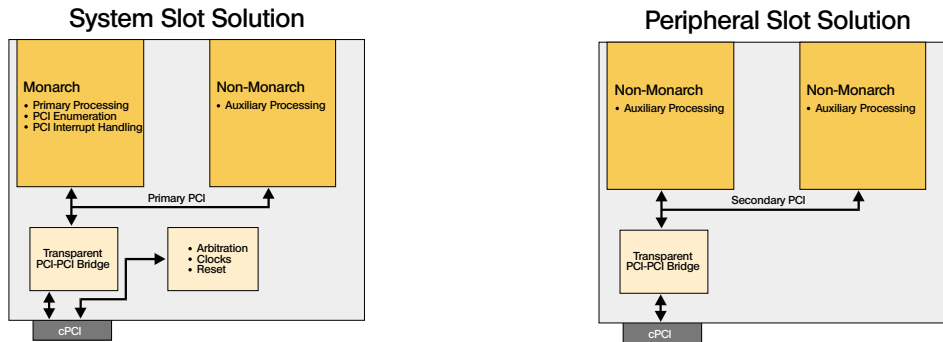 System Slot Solution
Monarch
• Primary Processing
• PCI Enumeration
• PCI Interrupt Handling
Non-Monarch
• Auxiliary Processing
Primary PCI
Transparent
PCI-PCI Bridge
• Arbitration
• Clocks
• Reset
cPCI
Peripheral Slot Solution
Non-Monarch
• Auxiliary Processing
Non-Monarch
• Auxiliary Processing
Secondary PCI
Transparent
PCI-PCI Bridge
cPCI